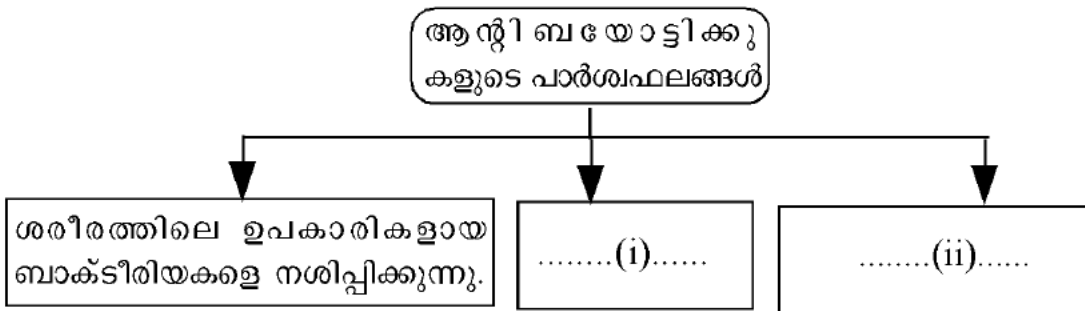 ആന്റിബയോട്ടിക്കു
കളുടെ പാർശ്വഫലങ്ങൾ
ശരീരത്തിലെ ഉപകാരികളായ
ബാക്ടീരിയകളെ നശിപ്പിക്കുന്നു.
........(i)......
........(ii)......